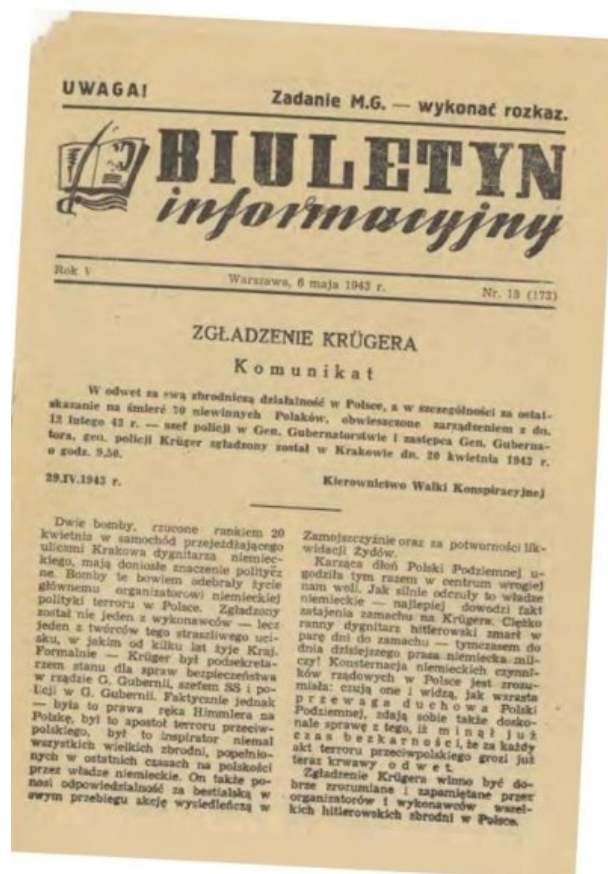 UWAGA!
Zadanie M.G. — wykonać rozkaz.
BIULETYN
informacyjny
Rok V
Warszawa, 6 maja 1943 r.
Nr. 18 (173)
ZGŁADZENIE KRÜGERA
Komunikat
W odwet za swą zbrodniczą działalność w Polsce, a w szczególności za ostat-
skazanie na śmierć 70 niewinnych Polaków, obwieszczone zarządzeniem z dn.
12 lutego 43 r. — szef policji w Gen. Gubernatorstwie i zastępca Gen. Guberna-
tora, gen. policji Krüger zgładzony został w Krakowie dn. 20 kwietnia 1943 r.
o godz. 9,50.
29.IV.1943 r.
Kierownictwo Walki Konspiracyjnej
Dwie bomby, rzucone rankiem 20
kwietnia w samochód przejeżdżającego
ulicami Krakowa dygnitarza niemiec-
kiego, mają doniosłe znaczenie politycz
ne. Bomby te bowiem odebrały życie
głównemu organizatorowi niemieckiej
polityki terroru w Polsce. Zgładzony
został nie jeden z wykonawców — lecz
jeden z twórców tego straszliwego uci-
sku, w jakim od kilku lat żyje Kraj.
Formalnie — Krüger był podsekreta-
rzem stanu dla spraw bezpieczeństwa
w rządzie G. Gubernii, szefem SS i po-
licji w G. Gubernii. Faktycznie jednak
— była to prawa ręka Himmlera na
Polskę, był to apostoł terroru przeciw-
polskiego, był to inspirator niemal
wszystkich wielkich zbrodni, popełnio-
nych w ostatnich czasach na polskości
przez władze niemieckie. On także po-
nosi odpowiedzialność za bestialską w
swym przebiegu akcję wysiedleńczą w
Zamojszczyźnie oraz za potworności lik-
widacji Żydów.
Karząca dłoń Polski Podziemnej u-
godziła tym razem w centrum wrogiej
nam woli. Jak silnie odczuły to władze
niemieckie — najlepiej dowodzi fakt
zatajenia zamachu na Krügera. Ciężko
ranny dygnitarz hitlerowski zmarł w
parę dni do zamachu — tymczasem do
dnia dzisiejszego prasa niemiecka mil-
czy! Konsternacja niemieckich czynni-
ków rządowych w Polsce jest zrozu-
miała: czują one i widzą, jak wzrasta
przewaga duchowa Polski
Podziemnej, zdają sobie także dosko-
nale sprawę z tego, iż minął już
czas bezkarności, że za każdy
akt terroru przeciwpolskiego grozi już
teraz krwawy odwet.
Zgładzenie Krügera winno być do-
brze zrozumiane i zapamiętane przez
organizatorów i wykonawców wszel-
kich hitlerowskich zbrodni w Polsce.